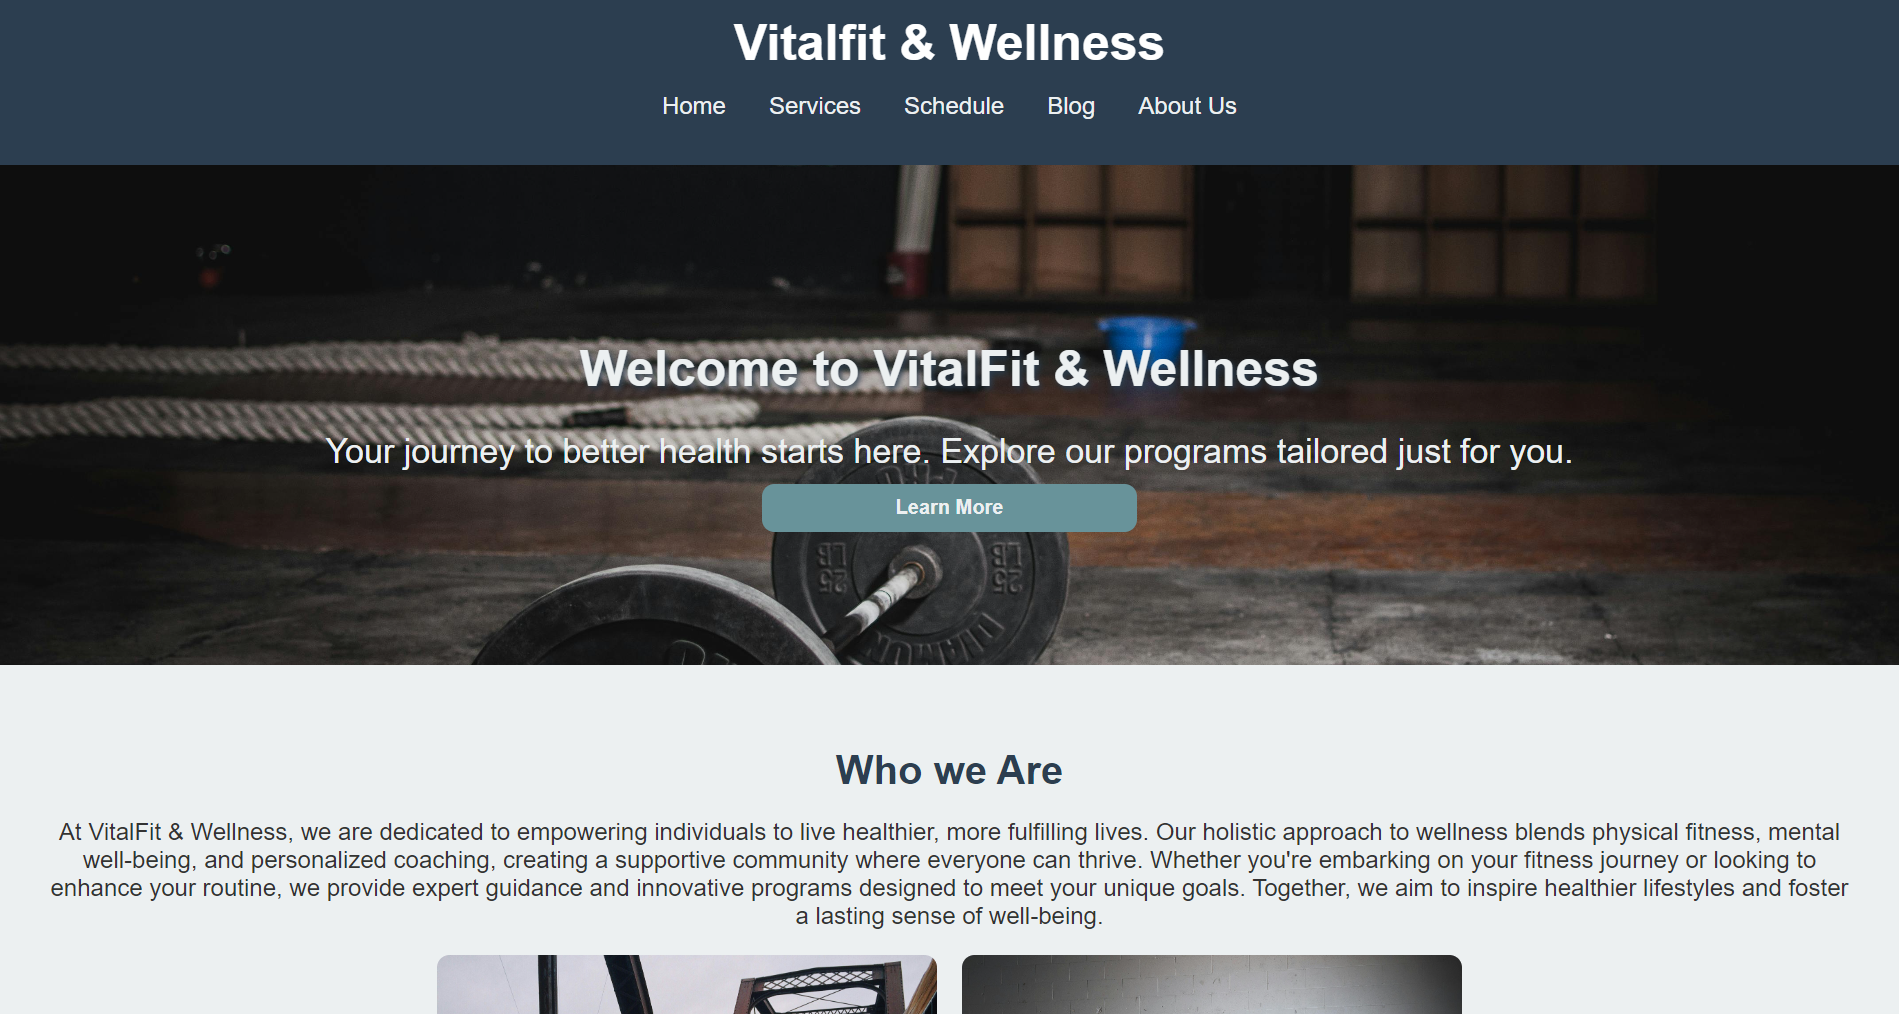 Vitalfit & Wellness
Home Services Schedule Blog About Us
Welcome to VitalFit & Wellness
Your journey to better health starts here. Explore our programs tailored just for you.
Learn More
LB 25
LB 25
Who we Are
At VitalFit & Wellness, we are dedicated to empowering individuals to live healthier, more fulfilling lives. Our holistic approach to wellness blends physical fitness, mental
well-being, and personalized coaching, creating a supportive community where everyone can thrive. Whether you're embarking on your fitness journey or looking to
enhance your routine, we provide expert guidance and innovative programs designed to meet your unique goals. Together, we aim to inspire healthier lifestyles and foster
a lasting sense of well-being.